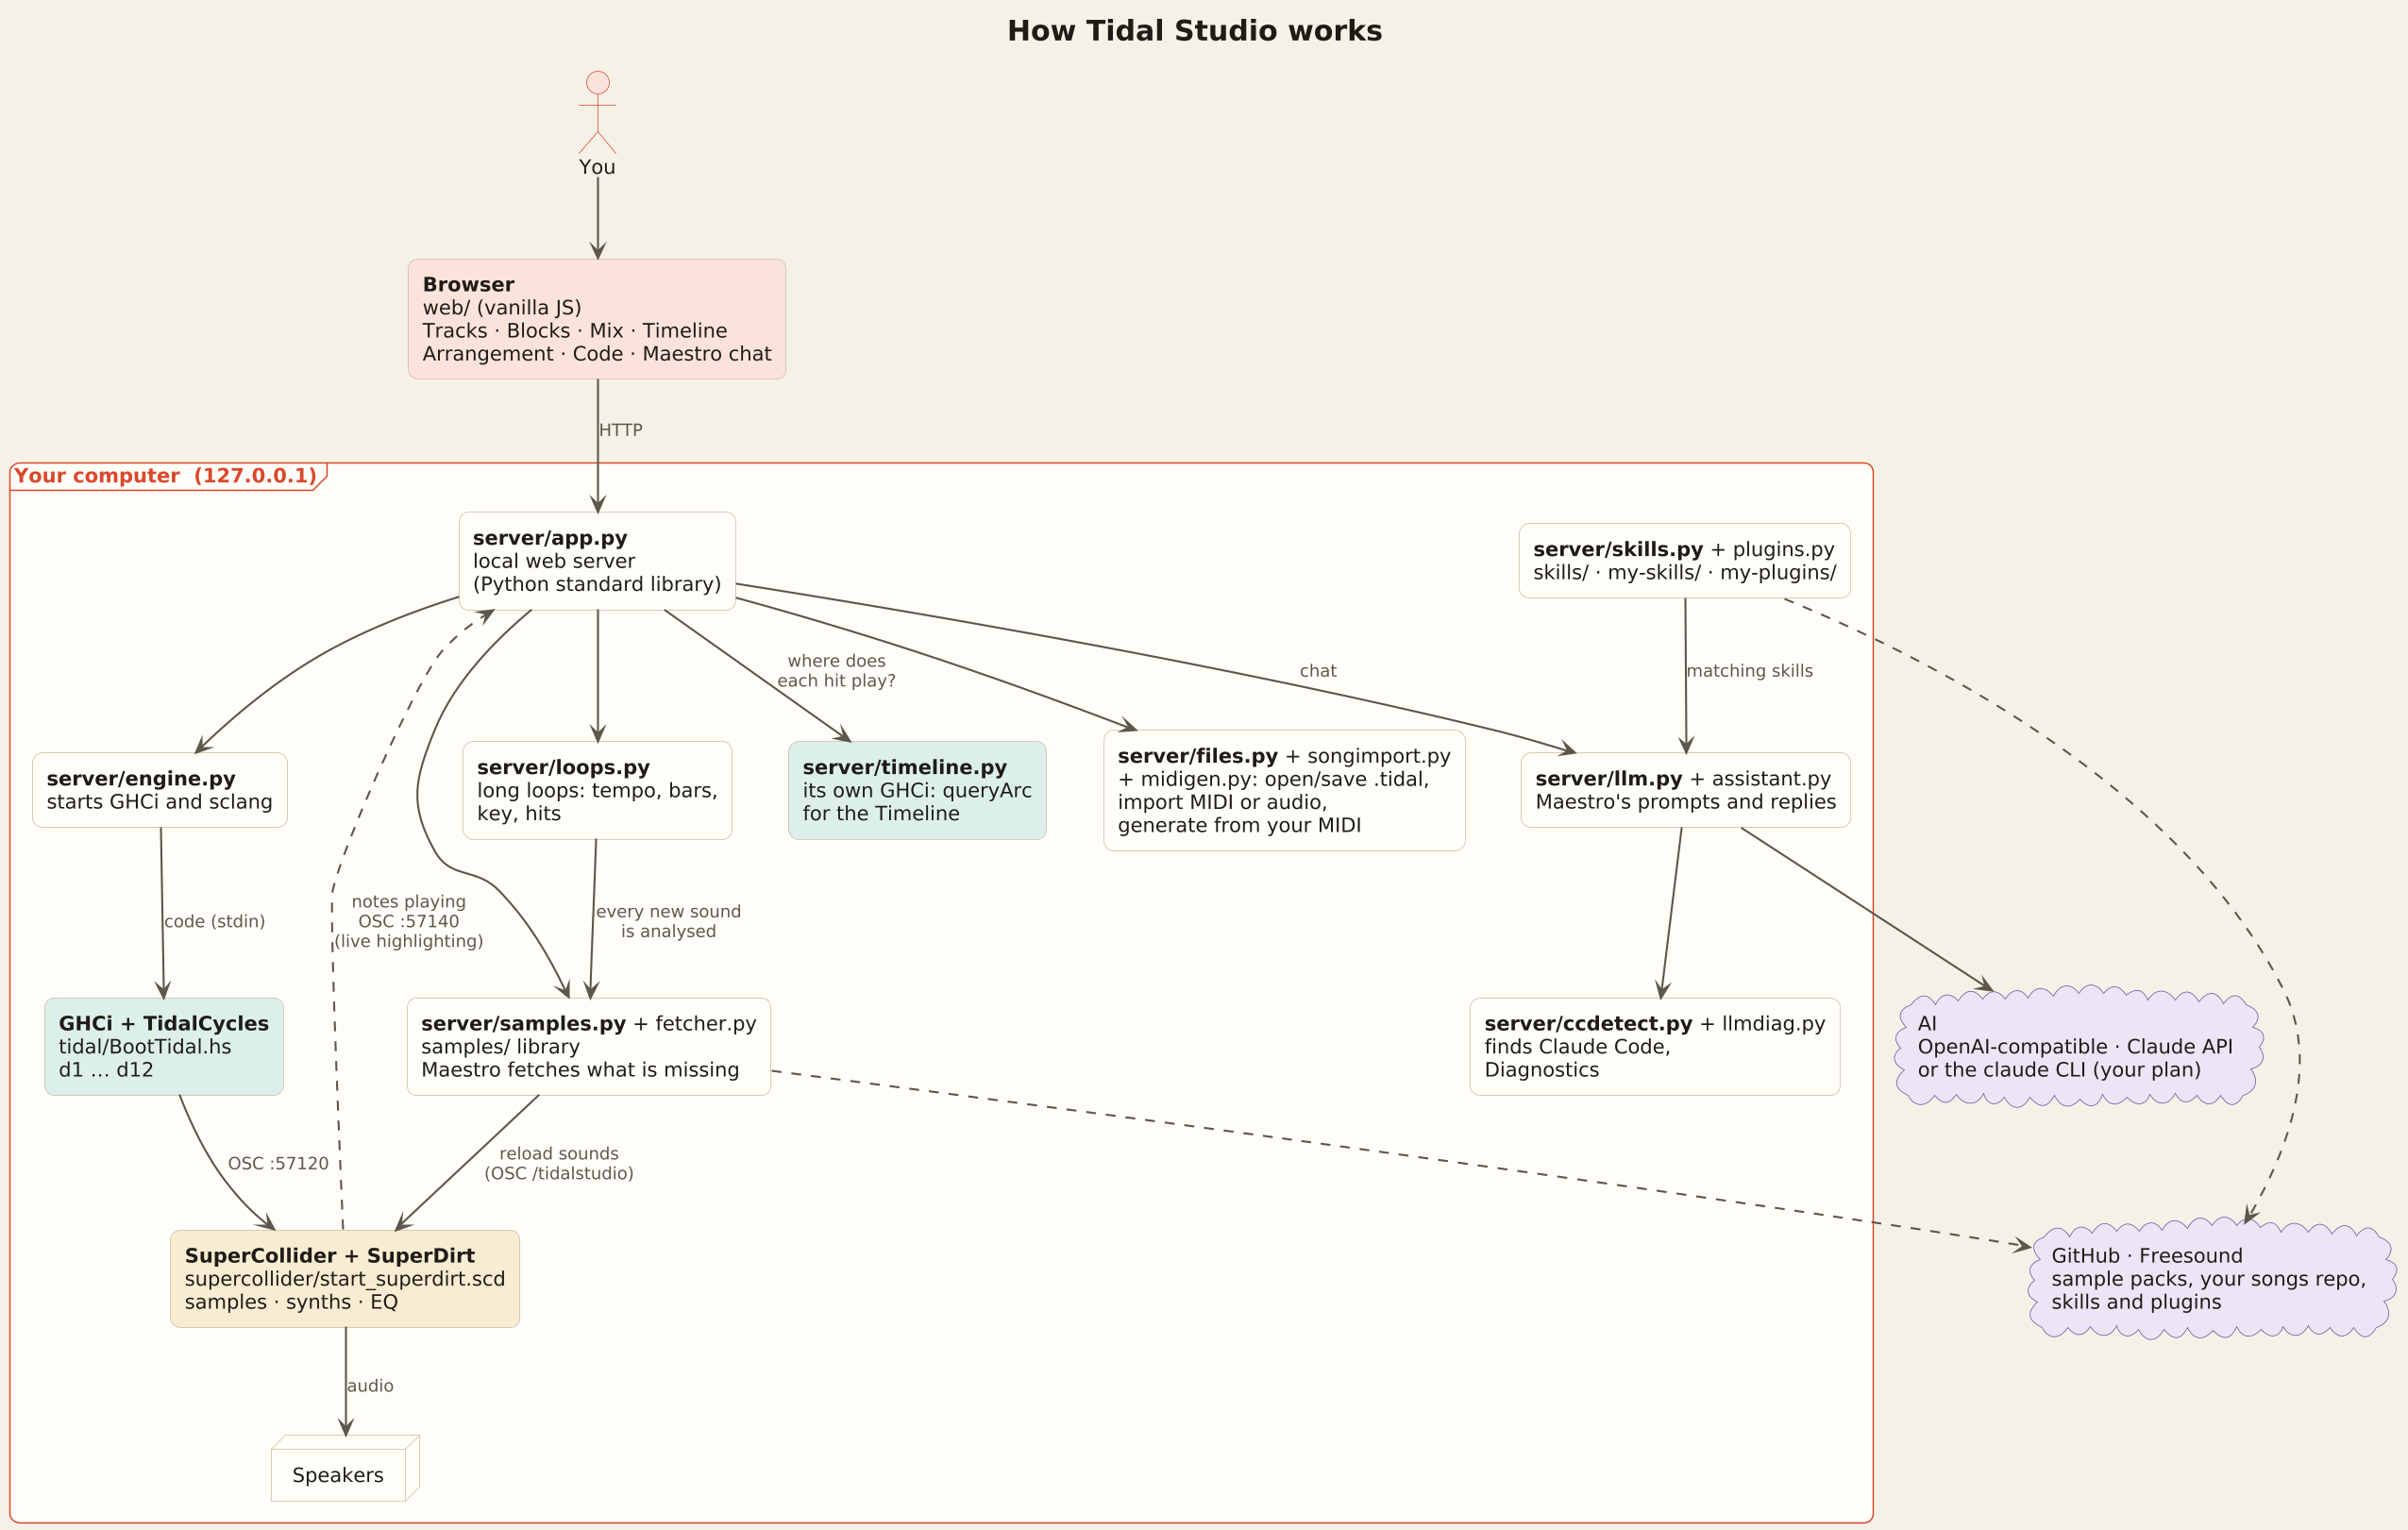 How Tidal Studio works
You
Browser
web/ (vanilla JS)
Tracks · Blocks · Mix · Timeline
Arrangement · Code · Maestro chat
HTTP
Your computer  (127.0.0.1)
server/app.py
local web server
(Python standard library)
server/skills.py + plugins.py
skills/ · my-skills/ · my-plugins/
where does
each hit play?
chat
matching skills
server/engine.py
starts GHCi and sclang
server/loops.py
long loops: tempo, bars,
key, hits
server/timeline.py
its own GHCi: queryArc
for the Timeline
server/files.py + songimport.py
+ midigen.py: open/save .tidal,
import MIDI or audio,
generate from your MIDI
server/llm.py + assistant.py
Maestro's prompts and replies
code (stdin)
notes playing
OSC :57140
(live highlighting)
every new sound
is analysed
GHCi + TidalCycles
tidal/BootTidal.hs
d1 … d12
server/samples.py + fetcher.py
samples/ library
Maestro fetches what is missing
server/ccdetect.py + llmdiag.py
finds Claude Code,
Diagnostics
AI
OpenAI-compatible · Claude API
or the claude CLI (your plan)
OSC :57120
reload sounds
(OSC /tidalstudio)
SuperCollider + SuperDirt
supercollider/start_superdirt.scd
samples · synths · EQ
GitHub · Freesound
sample packs, your songs repo,
skills and plugins
audio
Speakers